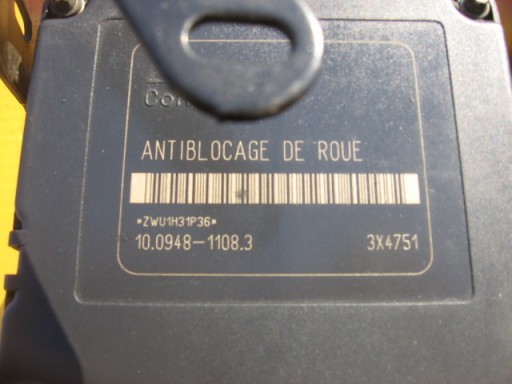 ANTIBLOCAGE DE ROUE
*ZWU1H31P36*
10.0948-1108.3 3X4751